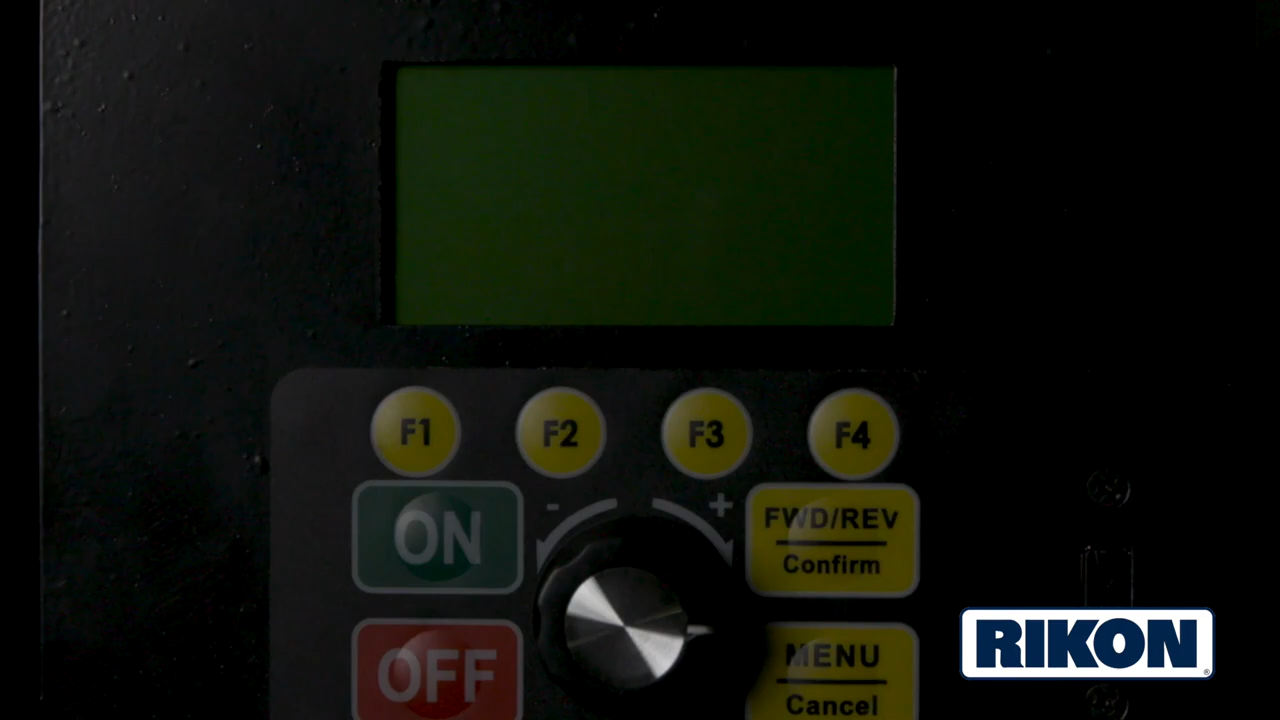 F1 F2 F3 F4
ON
- +
FWD/REV
Confirm
OFF
MENU
Cancel
RIKON®